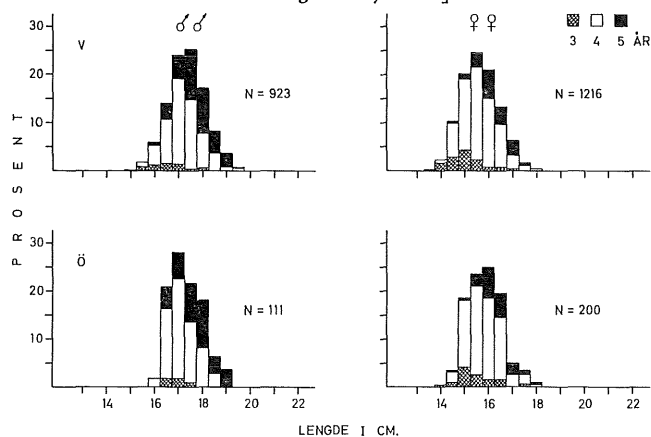 ♂♂
♀♀
3 4 5 ÅR
V
N = 923
N = 1216
30
20
10
PROSENT
Ö
N = 111
N = 200
30
20
10
14 16 18 20 22
14 16 18 20 22
LENGDE I CM.